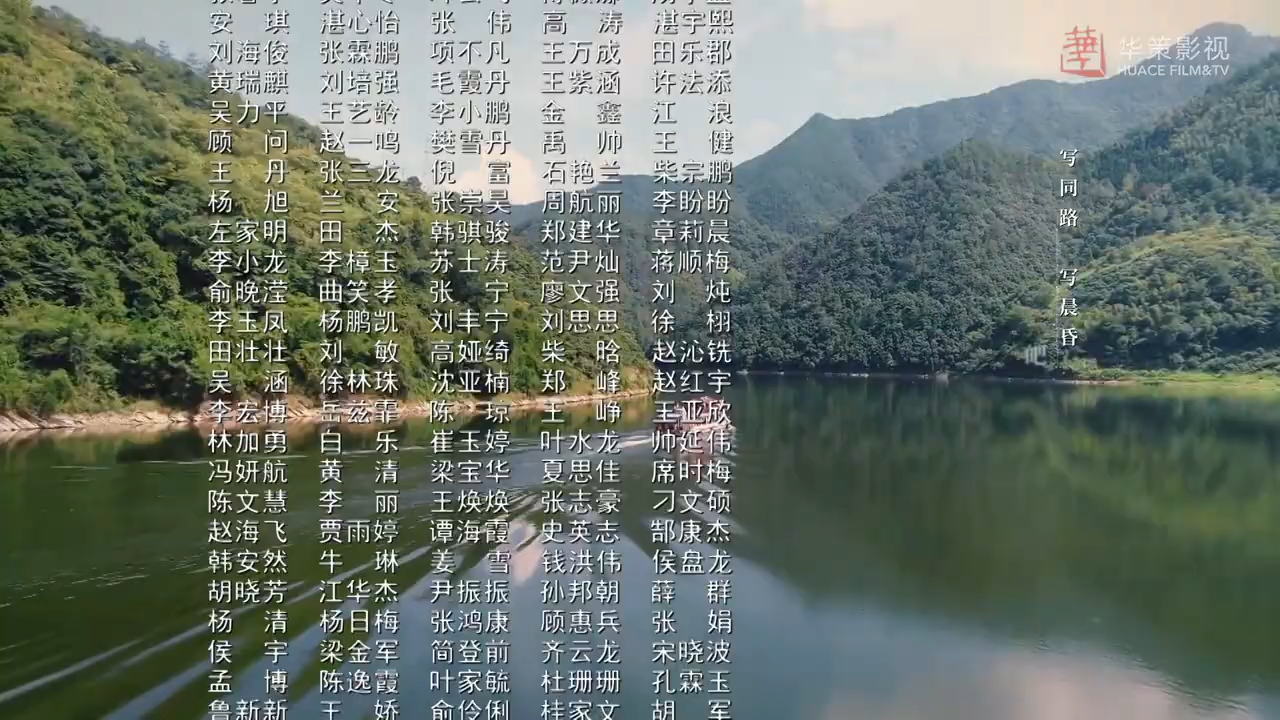 安 琪 湛心怡 张 伟 高 涛 湛宇熙
刘海俊 张霖鹏 项不凡 王万成 田乐郡
黄瑞麒 刘培强 毛霞丹 王紫涵 许法添
吴力平 王艺龄 李小鹏 金 鑫 江 浪
顾 问 赵一鸣 樊雪丹 禹 帅 王 健
王 丹 张三龙 倪 富 石艳兰 柴宗鹏
杨 旭 兰 安 张崇昊 周航丽 李盼盼
左家明 田 杰 韩骐骏 郑建华 章莉晨
李小龙 李樟玉 苏士涛 范尹灿 蒋顺梅
俞晚滢 曲笑孝 张 宁 廖文强 刘 炖
李玉凤 杨鹏凯 刘丰宁 刘思思 徐 栩
田壮壮 刘 敏 高娅绮 柴 晗 赵沁铣
吴 涵 徐林珠 沈亚楠 郑 峰 赵红宇
李宏博 岳兹霏 陈 琼 王 峥 王亚欣
林加勇 白 乐 崔玉婷 叶水龙 帅延伟
冯妍航 黄 清 梁宝华 夏思佳 席时梅
陈文慧 李 丽 王焕焕 张志豪 刁文硕
赵海飞 贾雨婷 谭海霞 史英志 郜康杰
韩安然 牛 琳 姜 雪 钱洪伟 侯盘龙
胡晓芳 江华杰 尹振振 孙邦朝 薛 群
杨 清 杨日梅 张鸿康 顾惠兵 张 娟
侯 宇 梁金军 简登前 齐云龙 宋晓波
孟 博 陈逸霞 叶家毓 杜珊珊 孔霖玉
鲁新新 王 娇 俞伶俐 桂家文 胡 军
華 华策影视
HUACE FILM&TV
写同路 写晨昏